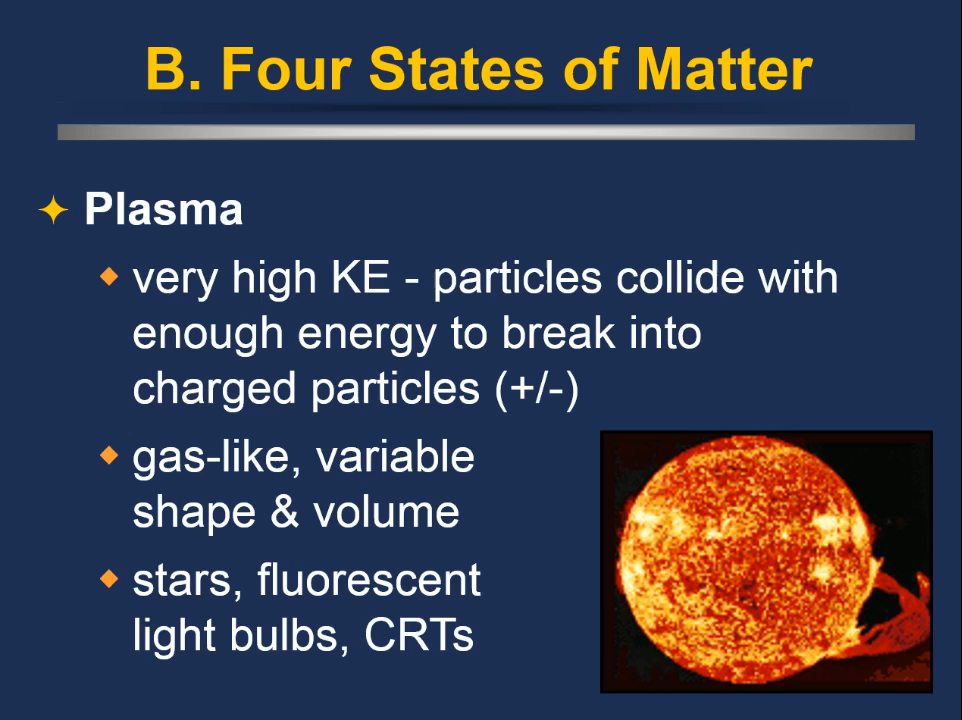 B. Four States of Matter
Plasma
very high KE - particles collide with
enough energy to break into
charged particles (+/-)
gas-like, variable
shape & volume
stars, fluorescent
light bulbs, CRTs